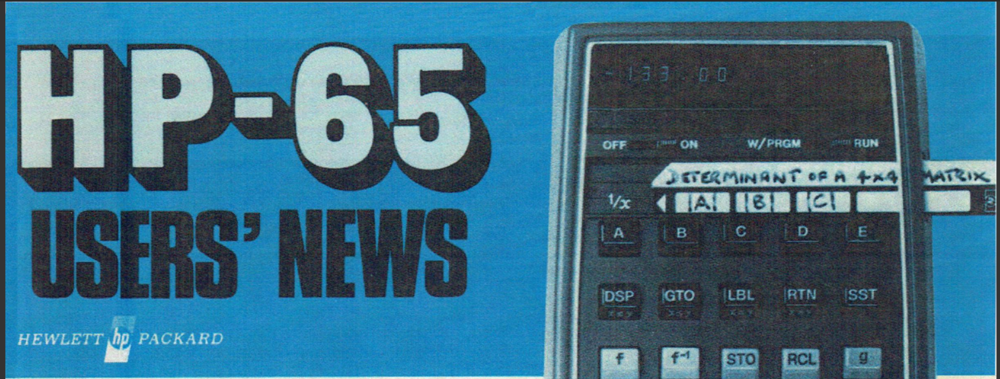 HP-65
USERS' NEWS
HEWLETT hp PACKARD
-133.00
OFF ON W/PRGM RUN
DETERMINANT OF A 4x4 MATRIX
1/x A B C
A B C D E
DSP GTO LBL RTN SST
f f⁻¹ STO RCL g